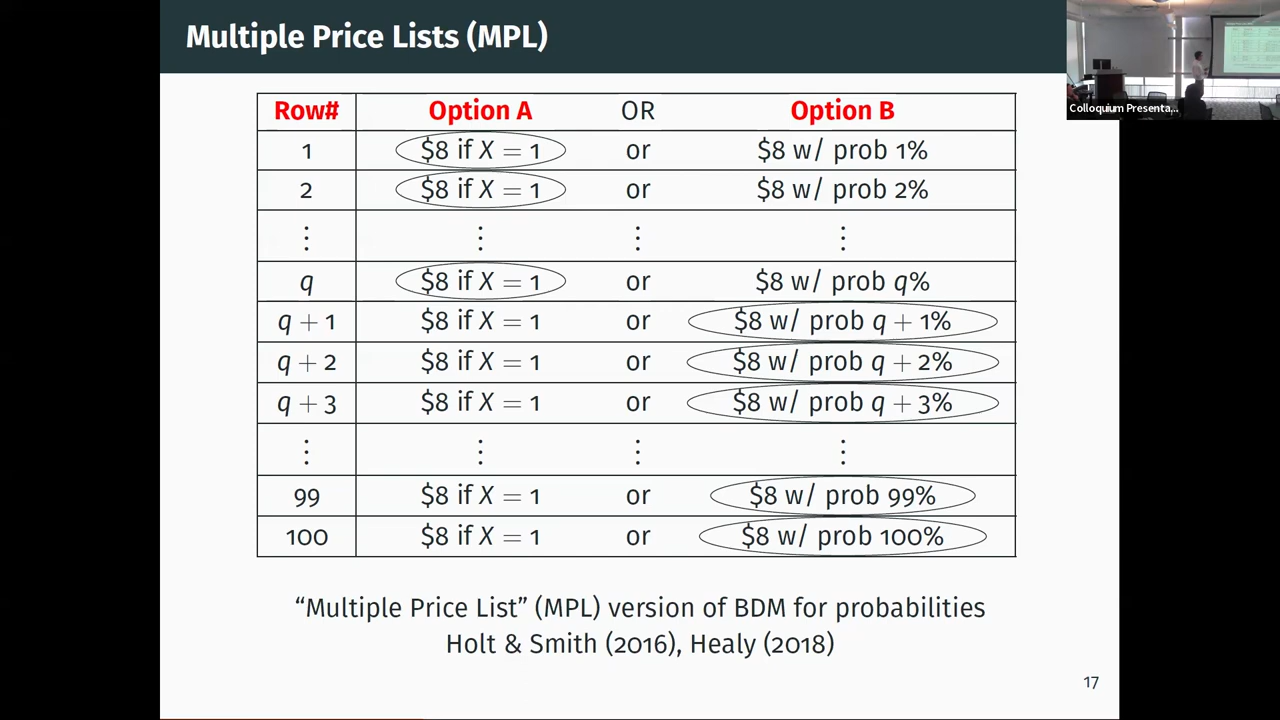 Multiple Price Lists (MPL)
Colloquium Presenta...
Row# Option A OR Option B
1 $8 if X = 1 or $8 w/ prob 1%
2 $8 if X = 1 or $8 w/ prob 2%
⋮ ⋮ ⋮ ⋮
q $8 if X = 1 or $8 w/ prob q%
q + 1 $8 if X = 1 or $8 w/ prob q + 1%
q + 2 $8 if X = 1 or $8 w/ prob q + 2%
q + 3 $8 if X = 1 or $8 w/ prob q + 3%
⋮ ⋮ ⋮ ⋮
99 $8 if X = 1 or $8 w/ prob 99%
100 $8 if X = 1 or $8 w/ prob 100%
“Multiple Price List” (MPL) version of BDM for probabilities
Holt & Smith (2016), Healy (2018)
17